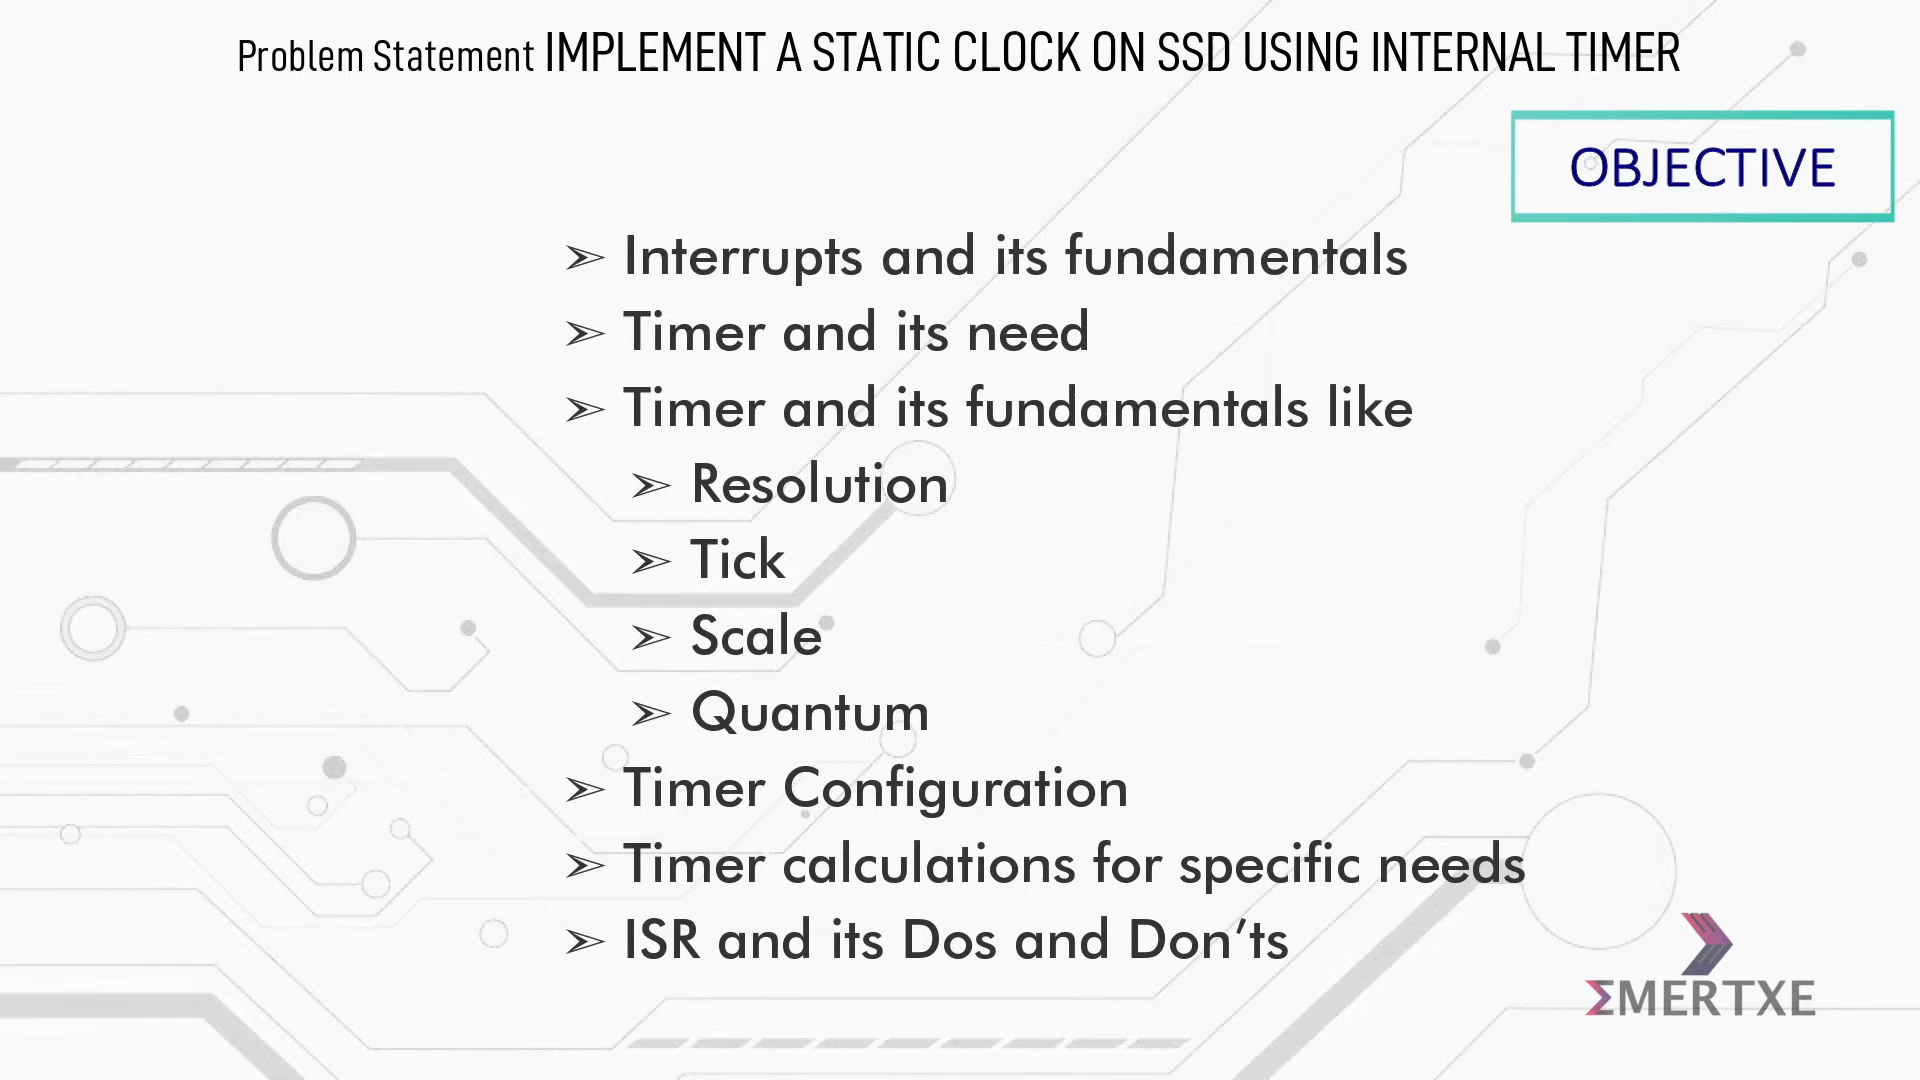 Problem Statement IMPLEMENT A STATIC CLOCK ON SSD USING INTERNAL TIMER
OBJECTIVE
➢ Interrupts and its fundamentals
➢ Timer and its need
➢ Timer and its fundamentals like
➢ Resolution
➢ Tick
➢ Scale
➢ Quantum
➢ Timer Configuration
➢ Timer calculations for specific needs
➢ ISR and its Dos and Don’ts
ΣMERTXE